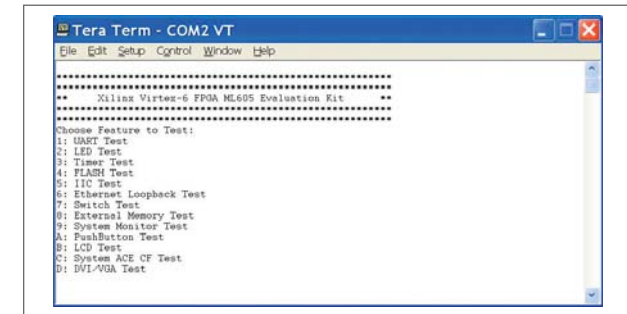 Tera Term - COM2 VT
File Edit Setup Control Window Help
********************************************************
********************************************************
** Xilinx Virtex-6 FPGA ML605 Evaluation Kit **
********************************************************
********************************************************
Choose Feature to Test:
1: UART Test
2: LED Test
3: Timer Test
4: FLASH Test
5: IIC Test
6: Ethernet Loopback Test
7: Switch Test
8: External Memory Test
9: System Monitor Test
A: PushButton Test
B: LCD Test
C: System ACE CF Test
D: DVI/VGA Test